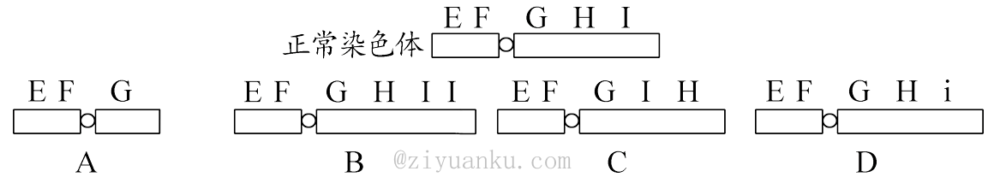 E F G H I
正常染色体
E F G E F G H I I E F G I H E F G H i
A B C D
@ziyuanku.com